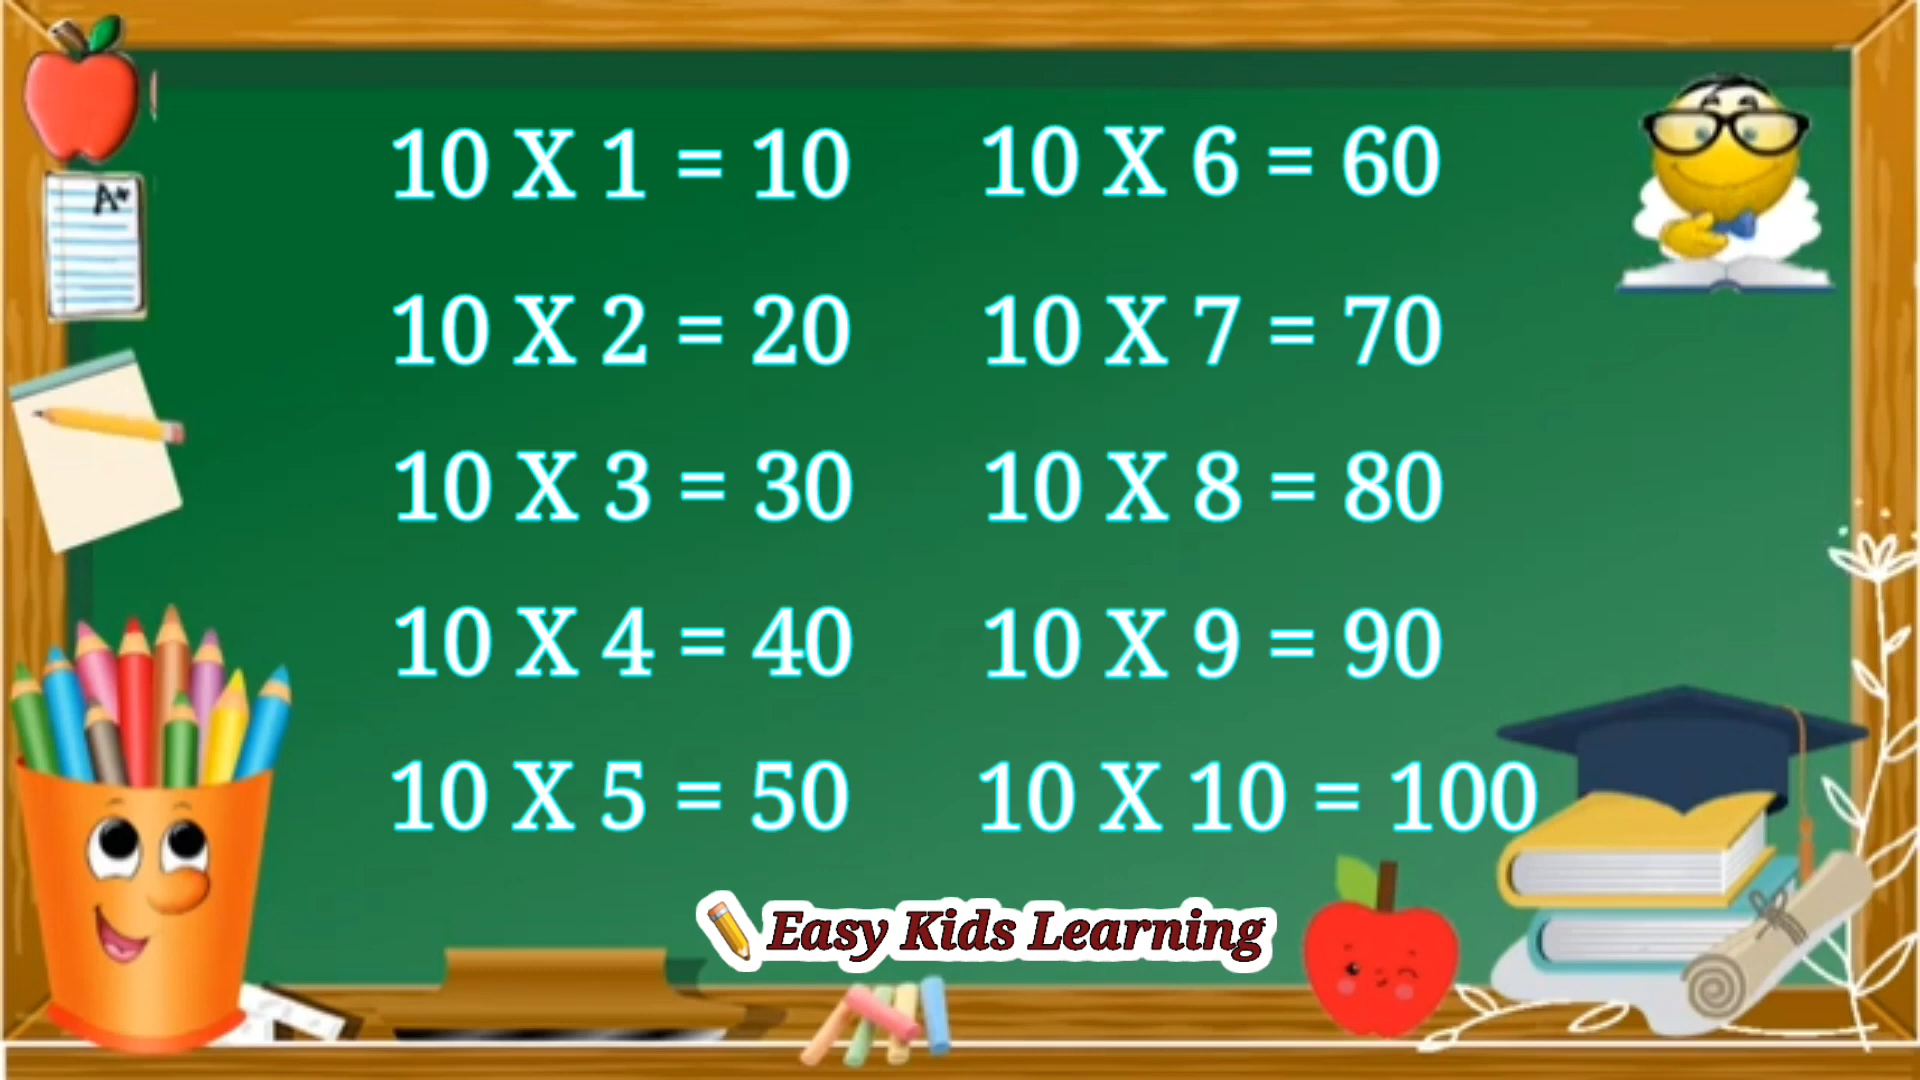 A+
10 X 1 = 10
10 X 2 = 20
10 X 3 = 30
10 X 4 = 40
10 X 5 = 50
10 X 6 = 60
10 X 7 = 70
10 X 8 = 80
10 X 9 = 90
10 X 10 = 100
Easy Kids Learning